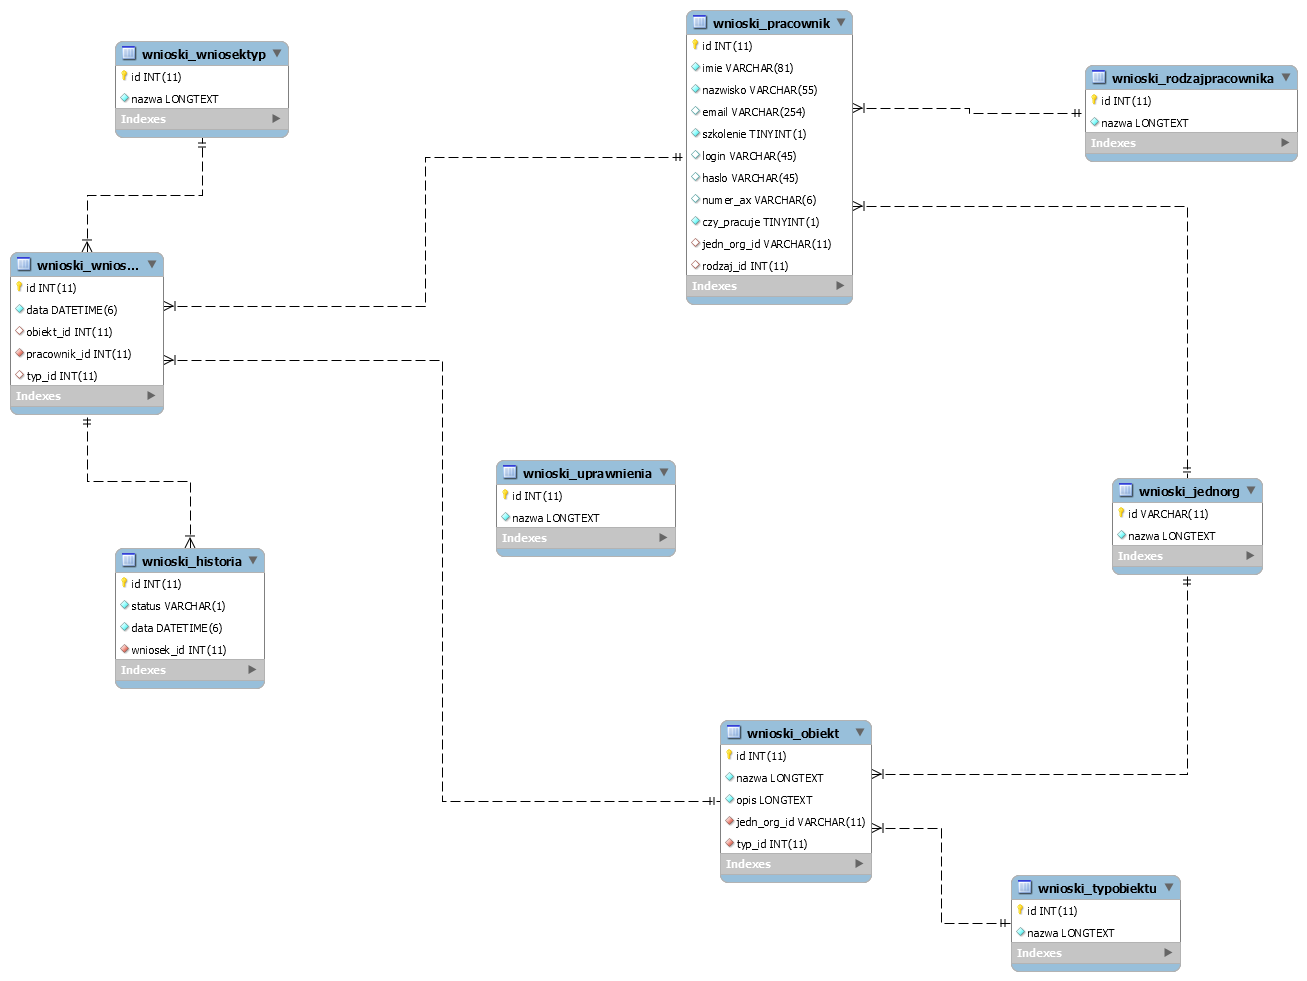 wnioski_wniosektyp
id INT(11)
nazwa LONGTEXT
Indexes
wnioski_pracownik
id INT(11)
imie VARCHAR(81)
nazwisko VARCHAR(55)
email VARCHAR(254)
szkolenie TINYINT(1)
login VARCHAR(45)
haslo VARCHAR(45)
numer_ax VARCHAR(6)
czy_pracuje TINYINT(1)
jedn_org_id VARCHAR(11)
rodzaj_id INT(11)
Indexes
wnioski_rodzajpracownika
id INT(11)
nazwa LONGTEXT
Indexes
wnioski_wnios...
id INT(11)
data DATETIME(6)
obiekt_id INT(11)
pracownik_id INT(11)
typ_id INT(11)
Indexes
wnioski_uprawnienia
id INT(11)
nazwa LONGTEXT
Indexes
wnioski_jednorg
id VARCHAR(11)
nazwa LONGTEXT
Indexes
wnioski_historia
id INT(11)
status VARCHAR(1)
data DATETIME(6)
wniosek_id INT(11)
Indexes
wnioski_obiekt
id INT(11)
nazwa LONGTEXT
opis LONGTEXT
jedn_org_id VARCHAR(11)
typ_id INT(11)
Indexes
wnioski_typobiektu
id INT(11)
nazwa LONGTEXT
Indexes